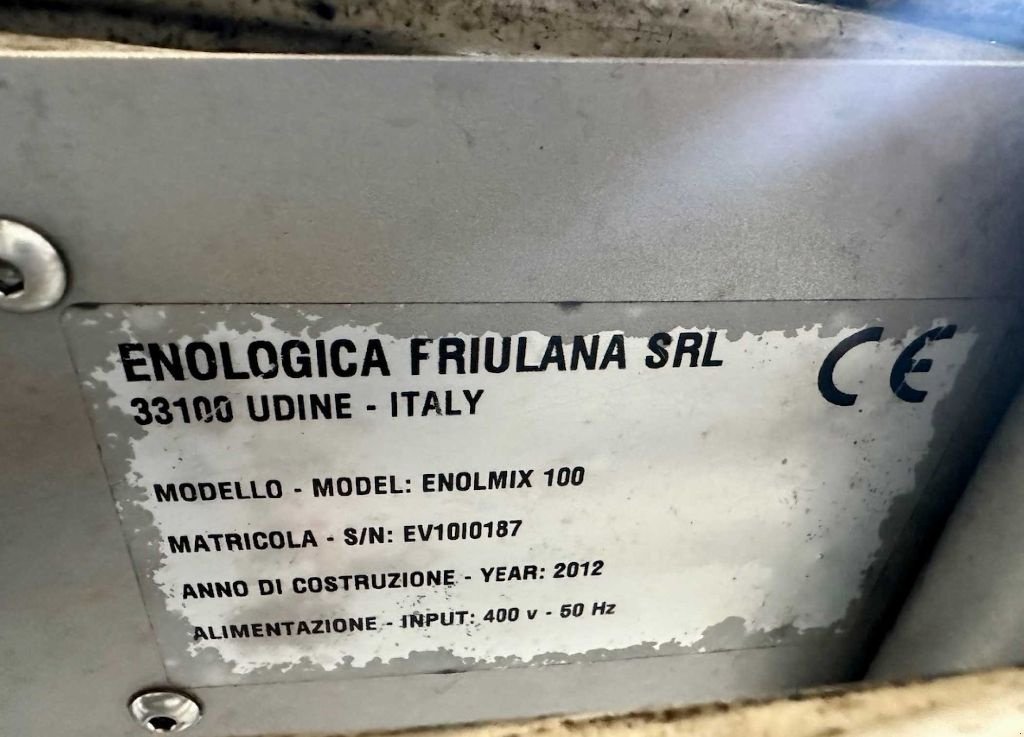 ENOLOGICA FRIULANA SRL
CE
33100 UDINE - ITALY
MODELLO - MODEL: ENOLMIX 100
MATRICOLA - S/N: EV10I0187
ANNO DI COSTRUZIONE - YEAR: 2012
ALIMENTAZIONE - INPUT: 400 v - 50 Hz